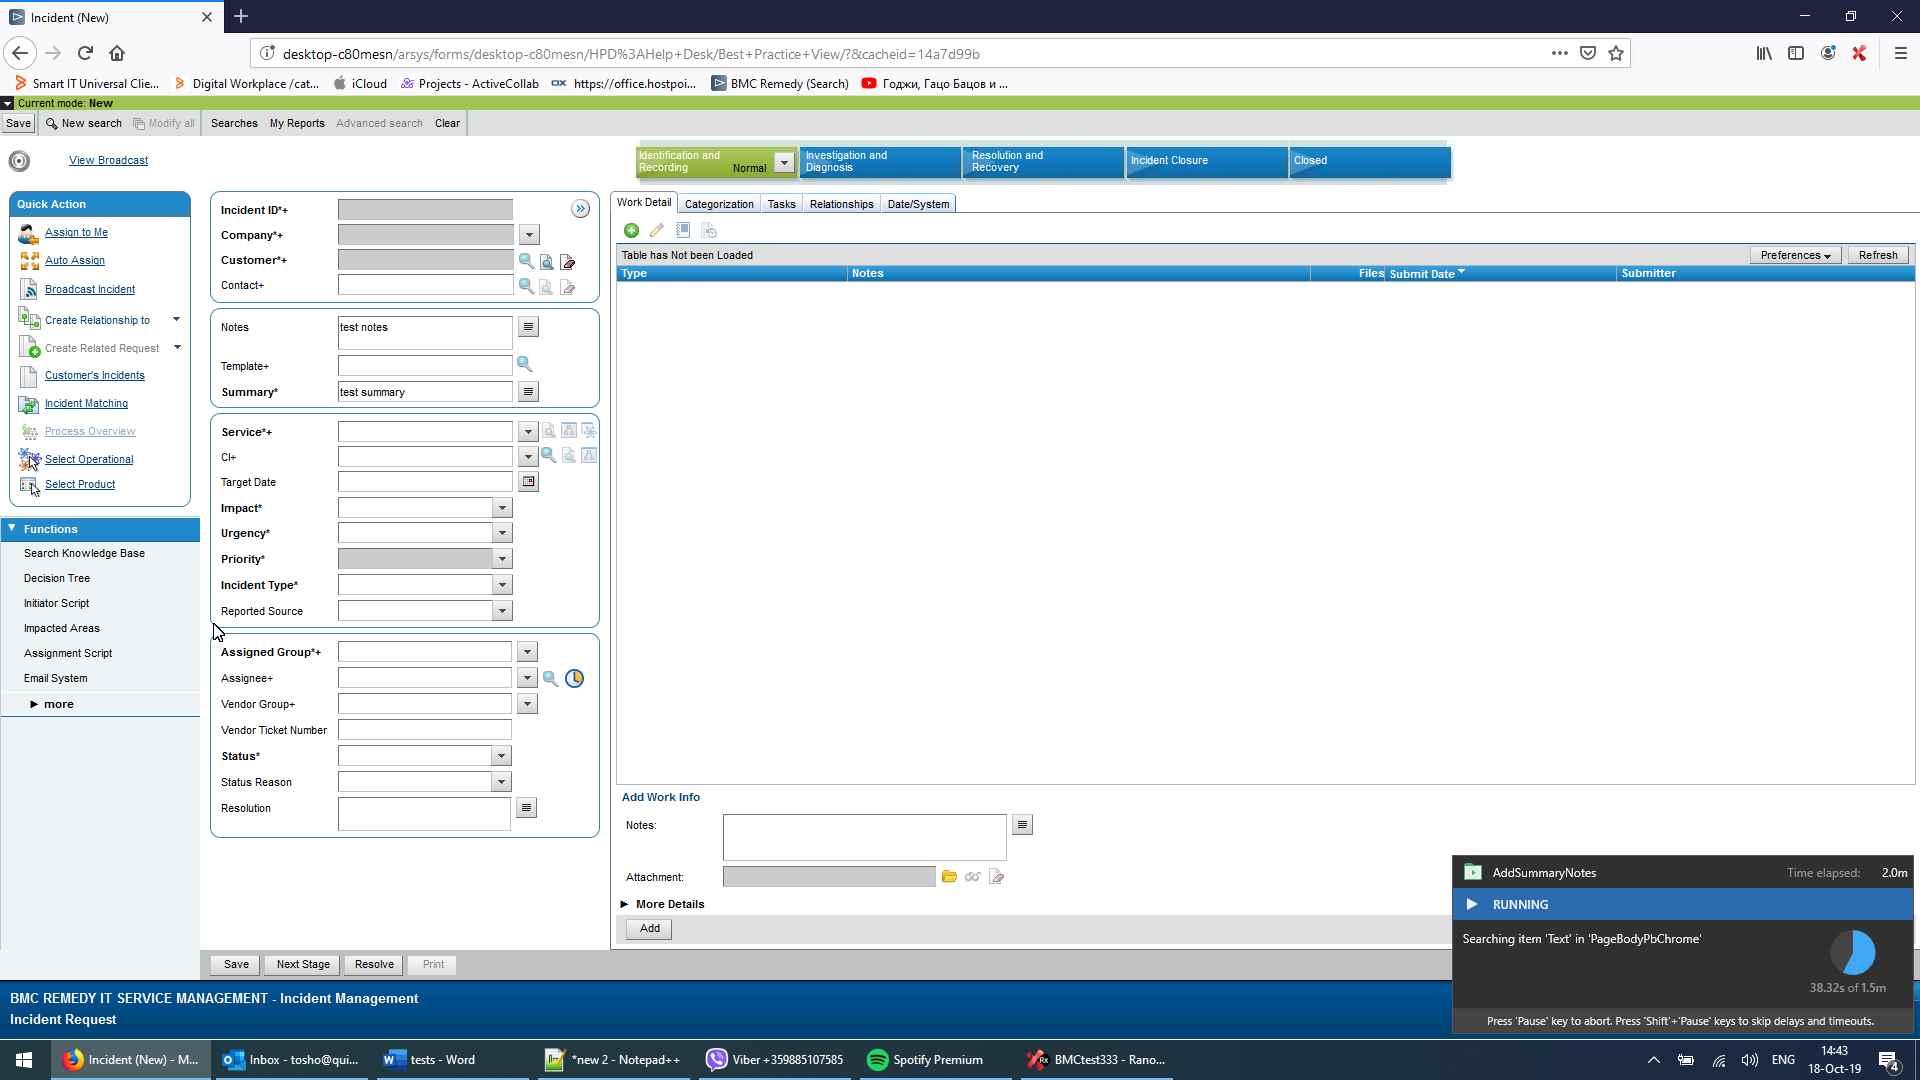 Incident (New)
desktop-c80mesn/arsys/forms/desktop-c80mesn/HPD%3AHelp+Desk/Best+Practice+View/?&cacheid=14a7d99b
Smart IT Universal Clie...
Digital Workplace /cat...
iCloud
Projects - ActiveCollab
https://office.hostpoi...
BMC Remedy (Search)
Годжи, Гацо Бацов и ...
Current mode: New
Save
New search
Modify all
Searches
My Reports
Advanced search
Clear
View Broadcast
Identification and Recording
Normal
Investigation and Diagnosis
Resolution and Recovery
Incident Closure
Closed
Quick Action
Assign to Me
Auto Assign
Broadcast Incident
Create Relationship to
Create Related Request
Customer's Incidents
Incident Matching
Process Overview
Select Operational
Select Product
Functions
Search Knowledge Base
Decision Tree
Initiator Script
Impacted Areas
Assignment Script
Email System
more
Incident ID*+
Company*+
Customer*+
Contact+
Notes
test notes
Template+
Summary*
test summary
Service*+
CI+
Target Date
Impact*
Urgency*
Priority*
Incident Type*
Reported Source
Assigned Group*+
Assignee+
Vendor Group+
Vendor Ticket Number
Status*
Status Reason
Resolution
Work Detail
Categorization
Tasks
Relationships
Date/System
Table has Not been Loaded
Preferences
Refresh
Type
Notes
Files
Submit Date
Submitter
Add Work Info
Notes:
Attachment:
More Details
Add
Save
Next Stage
Resolve
Print
BMC REMEDY IT SERVICE MANAGEMENT - Incident Management
Incident Request
AddSummaryNotes
Time elapsed: 2.0m
RUNNING
Searching item 'Text' in 'PageBodyPbChrome'
38.32s of 1.5m
Press 'Pause' key to abort. Press 'Shift'+'Pause' keys to skip delays and timeouts.
Incident (New) - M...
Inbox - tosho@qui...
tests - Word
*new 2 - Notepad++
Viber +359885107585
Spotify Premium
BMCtest333 - Rano...
ENG
14:43
18-Oct-19
4